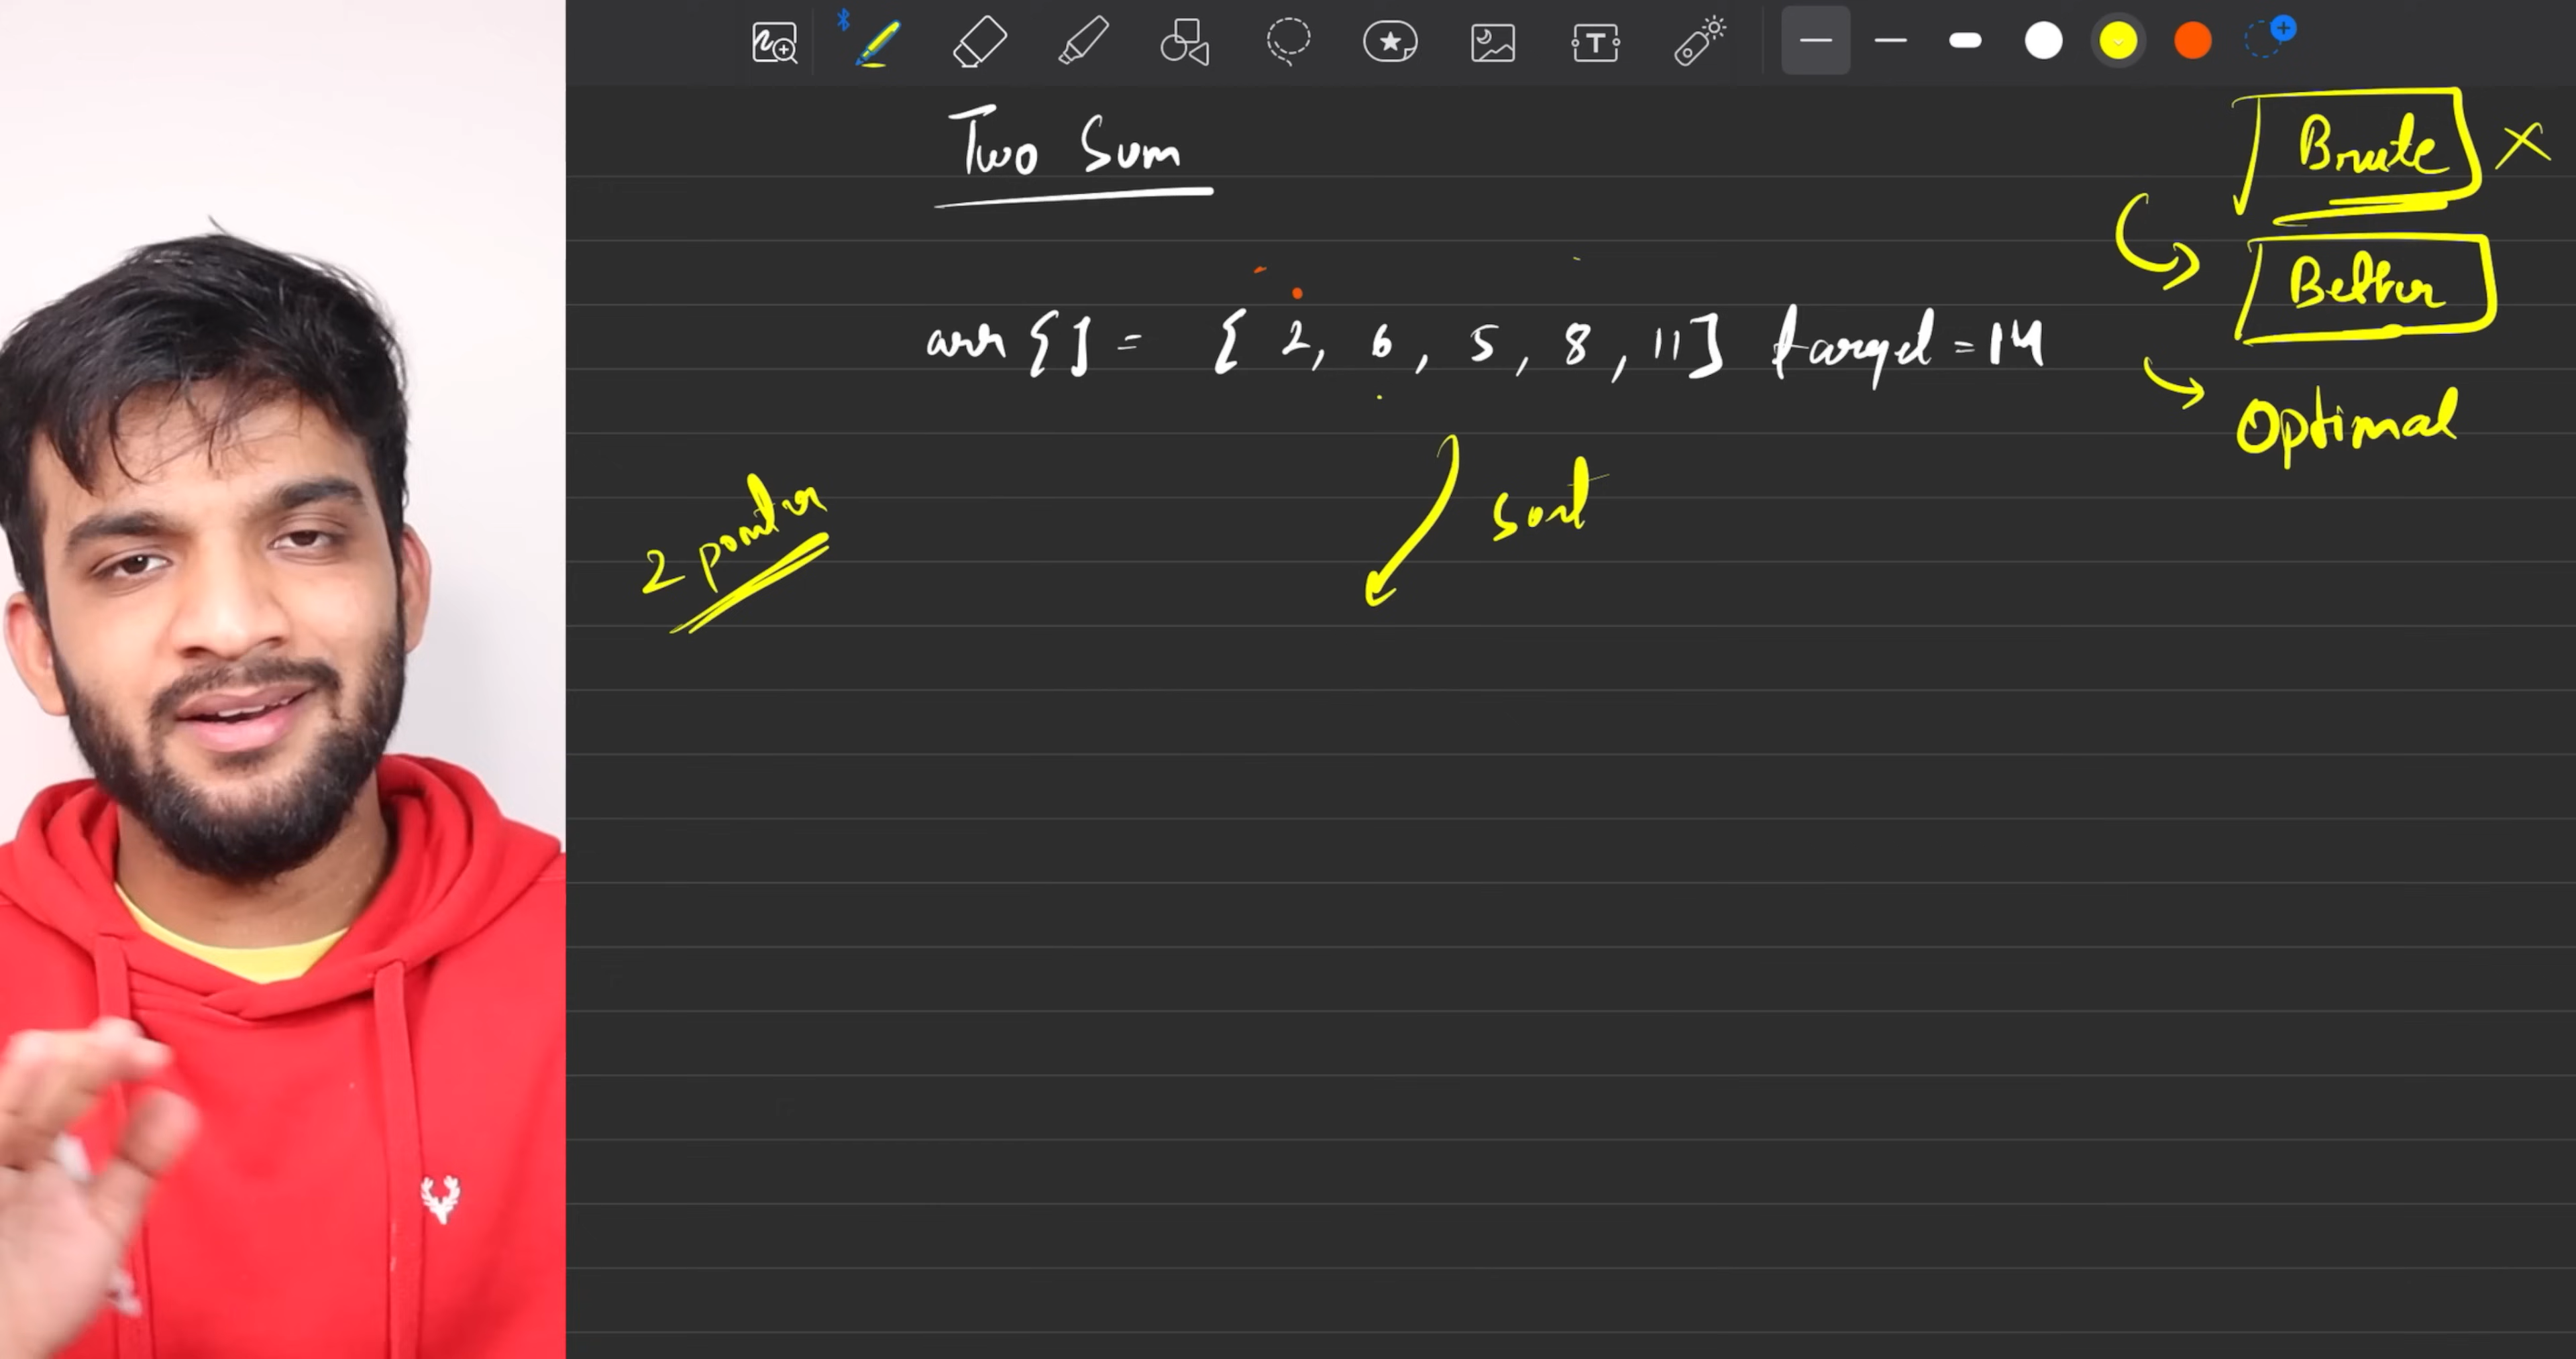 Two Sum
arr [] = { 2, 6, 5, 8, 11} target = 14
Brute ×
Better
Optimal
Sort
2 pointer
T